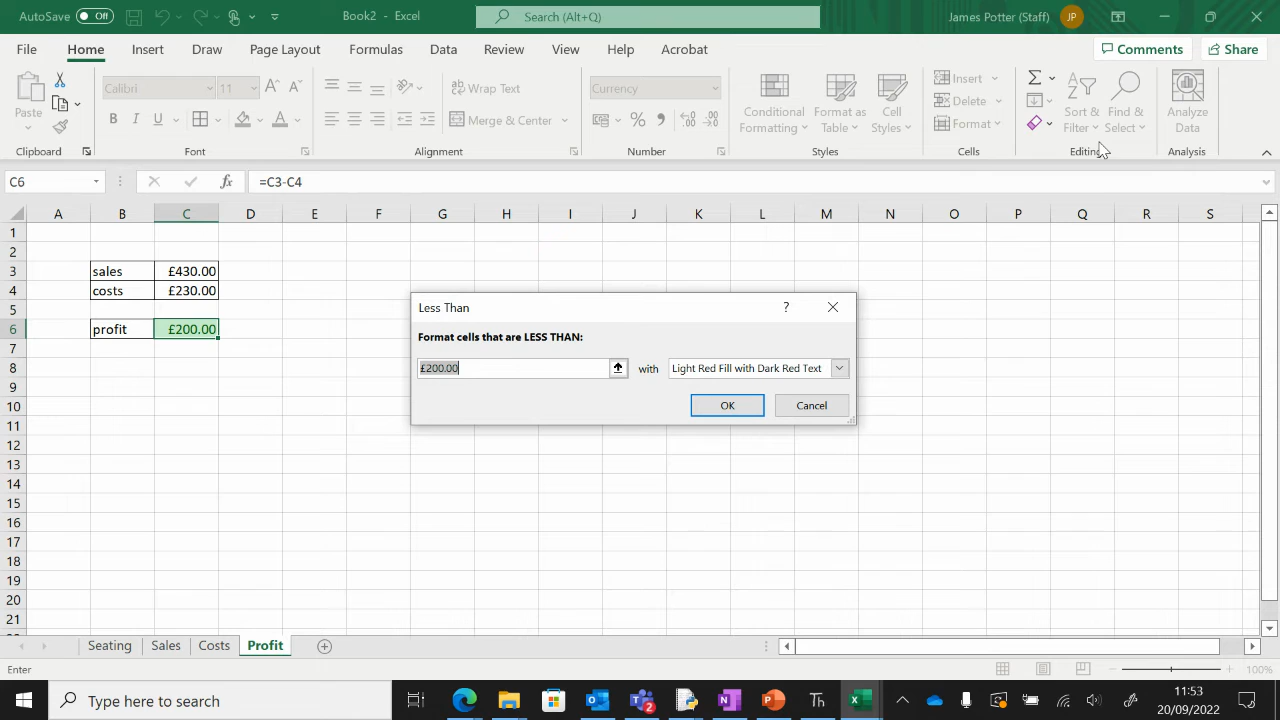 AutoSave Off Book2 - Excel Search (Alt+Q) James Potter (Staff) JP
File Home Insert Draw Page Layout Formulas Data Review View Help Acrobat Comments Share
Paste Calibri 11 Wrap Text Currency Conditional Formatting Format as Table Cell Styles Insert Sort & Filter Find & Select Analyze Data
B I U Merge & Center % Delete
Format
Clipboard Font Alignment Number Styles Cells Editing Analysis
C6 fx =C3-C4
A B C D E F G H I J K L M N O P Q R S
1
2
3 sales £430.00
4 costs £230.00
5
6 profit £200.00
7
8
9
10
11
12
13
14
15
16
17
18
19
20
21
Less Than ?
Format cells that are LESS THAN:
£200.00 with Light Red Fill with Dark Red Text
OK Cancel
Seating Sales Costs Profit
Enter 100%
Type here to search 2 Th 11:53
20/09/2022